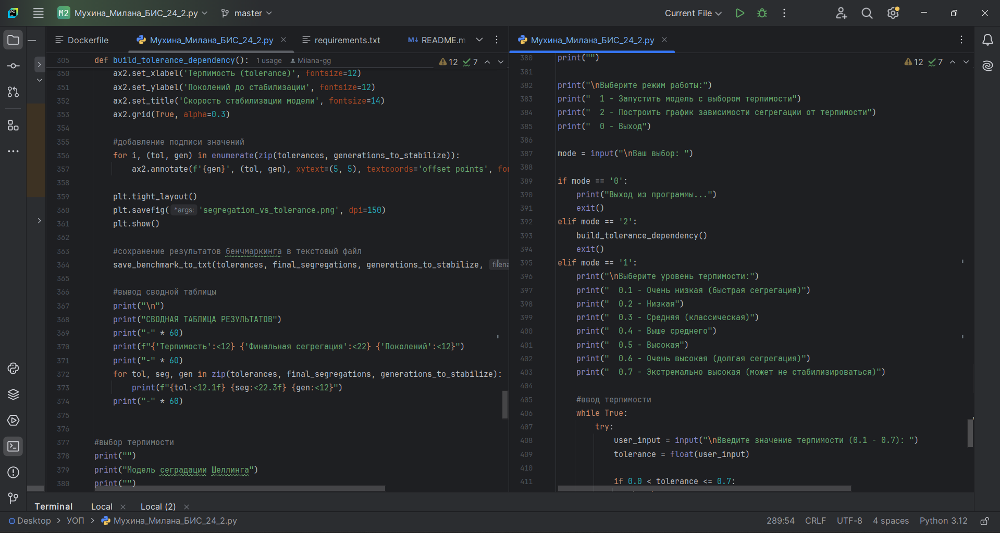 M2 Мухина_Милана_БИС_24_2.py master Current File
Dockerfile Мухина_Милана_БИС_24_2.py requirements.txt README.m
305 def build_tolerance_dependency(): 1 usage Milana-gg
12 7
350 ax2.set_xlabel('Терпимость (tolerance)', fontsize=12)
351 ax2.set_ylabel('Поколений до стабилизации', fontsize=12)
352 ax2.set_title('Скорость стабилизации модели', fontsize=14)
353 ax2.grid(True, alpha=0.3)
354
355 #добавление подписи значений
356 for i, (tol, gen) in enumerate(zip(tolerances, generations_to_stabilize)):
357 ax2.annotate(f'{gen}', (tol, gen), xytext=(5, 5), textcoords='offset points', fo
358
359 plt.tight_layout()
360 plt.savefig( *args: 'segregation_vs_tolerance.png', dpi=150)
361 plt.show()
362
363 #сохранение результатов бенчмаркинга в текстовый файл
364 save_benchmark_to_txt(tolerances, final_segregations, generations_to_stabilize, filena
365
366 #вывод сводной таблицы
367 print("\n")
368 print("СВОДНАЯ ТАБЛИЦА РЕЗУЛЬТАТОВ")
369 print("-" * 60)
370 print(f"{'Терпимость':<12} {'Финальная сегрегация':<22} {'Поколений':<12}")
371 print("-" * 60)
372 for tol, seg, gen in zip(tolerances, final_segregations, generations_to_stabilize):
373 print(f"{tol:<12.1f} {seg:<22.3f} {gen:<12}")
374 print("-" * 60)
375
376
377 #выбор терпимости
378 print("")
379 print("Модель сеградации Шеллинга")
380 print("")
Мухина_Милана_БИС_24_2.py
12 7
380 print("")
381
382 print("\nВыберите режим работы:")
383 print("  1 - Запустить модель с выбором терпимости")
384 print("  2 - Построить график зависимости сегрегации от терпимости")
385 print("  0 - Выход")
386
387 mode = input("\nВаш выбор: ")
388
389 if mode == '0':
390 print("Выход из программы...")
391 exit()
392 elif mode == '2':
393 build_tolerance_dependency()
394 exit()
395 elif mode == '1':
396 print("\nВыберите уровень терпимости:")
397 print("  0.1 - Очень низкая (быстрая сегрегация)")
398 print("  0.2 - Низкая")
399 print("  0.3 - Средняя (классическая)")
400 print("  0.4 - Выше среднего")
401 print("  0.5 - Высокая")
402 print("  0.6 - Очень высокая (долгая сегрегация)")
403 print("  0.7 - Экстремально высокая (может не стабилизироваться)")
404
405 #ввод терпимости
406 while True:
407 try:
408 user_input = input("\nВведите значение терпимости (0.1 - 0.7): ")
409 tolerance = float(user_input)
410
411 if 0.0 < tolerance <= 0.7:
Terminal Local Local (2)
Desktop УОП Мухина_Милана_БИС_24_2.py 289:54 CRLF UTF-8 4 spaces Python 3.12